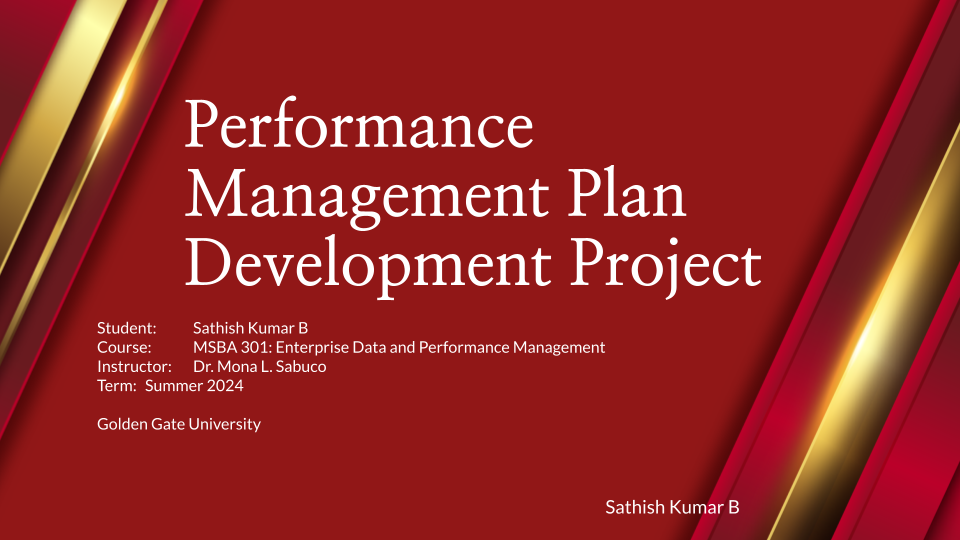 Performance
Management Plan
Development Project
Student: Sathish Kumar B
Course: MSBA 301: Enterprise Data and Performance Management
Instructor: Dr. Mona L. Sabuco
Term: Summer 2024
Golden Gate University
Sathish Kumar B